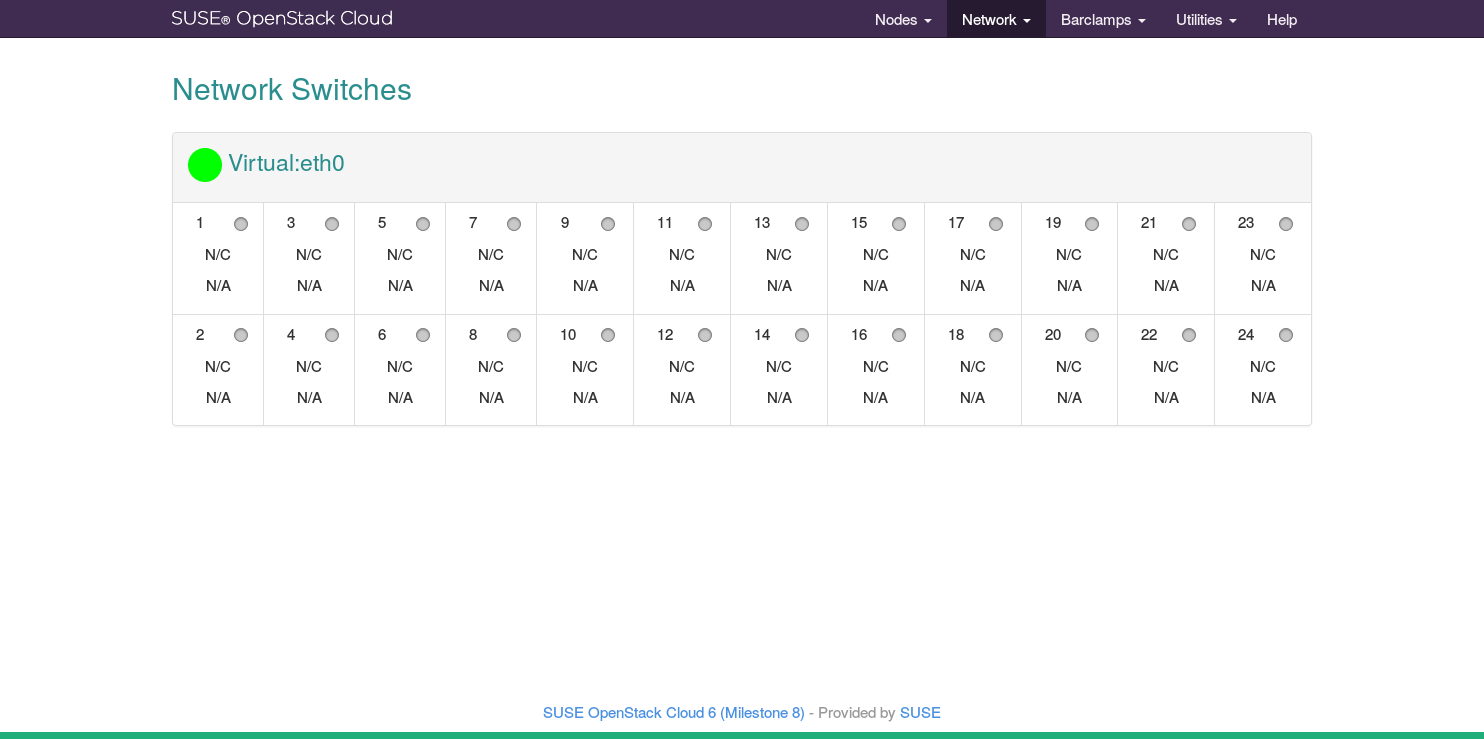 SUSE® OpenStack Cloud Nodes Network Barclamps Utilities Help
Network Switches
Virtual:eth0
1 3 5 7 9 11 13 15 17 19 21 23
N/C N/C N/C N/C N/C N/C N/C N/C N/C N/C N/C N/C
N/A N/A N/A N/A N/A N/A N/A N/A N/A N/A N/A N/A
2 4 6 8 10 12 14 16 18 20 22 24
N/C N/C N/C N/C N/C N/C N/C N/C N/C N/C N/C N/C
N/A N/A N/A N/A N/A N/A N/A N/A N/A N/A N/A N/A
SUSE OpenStack Cloud 6 (Milestone 8) - Provided by SUSE